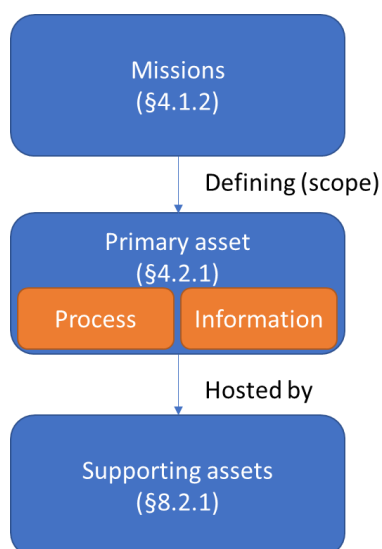 Missions
(§4.1.2)
Defining (scope)
Primary asset
(§4.2.1)
Process
Information
Hosted by
Supporting assets
(§8.2.1)